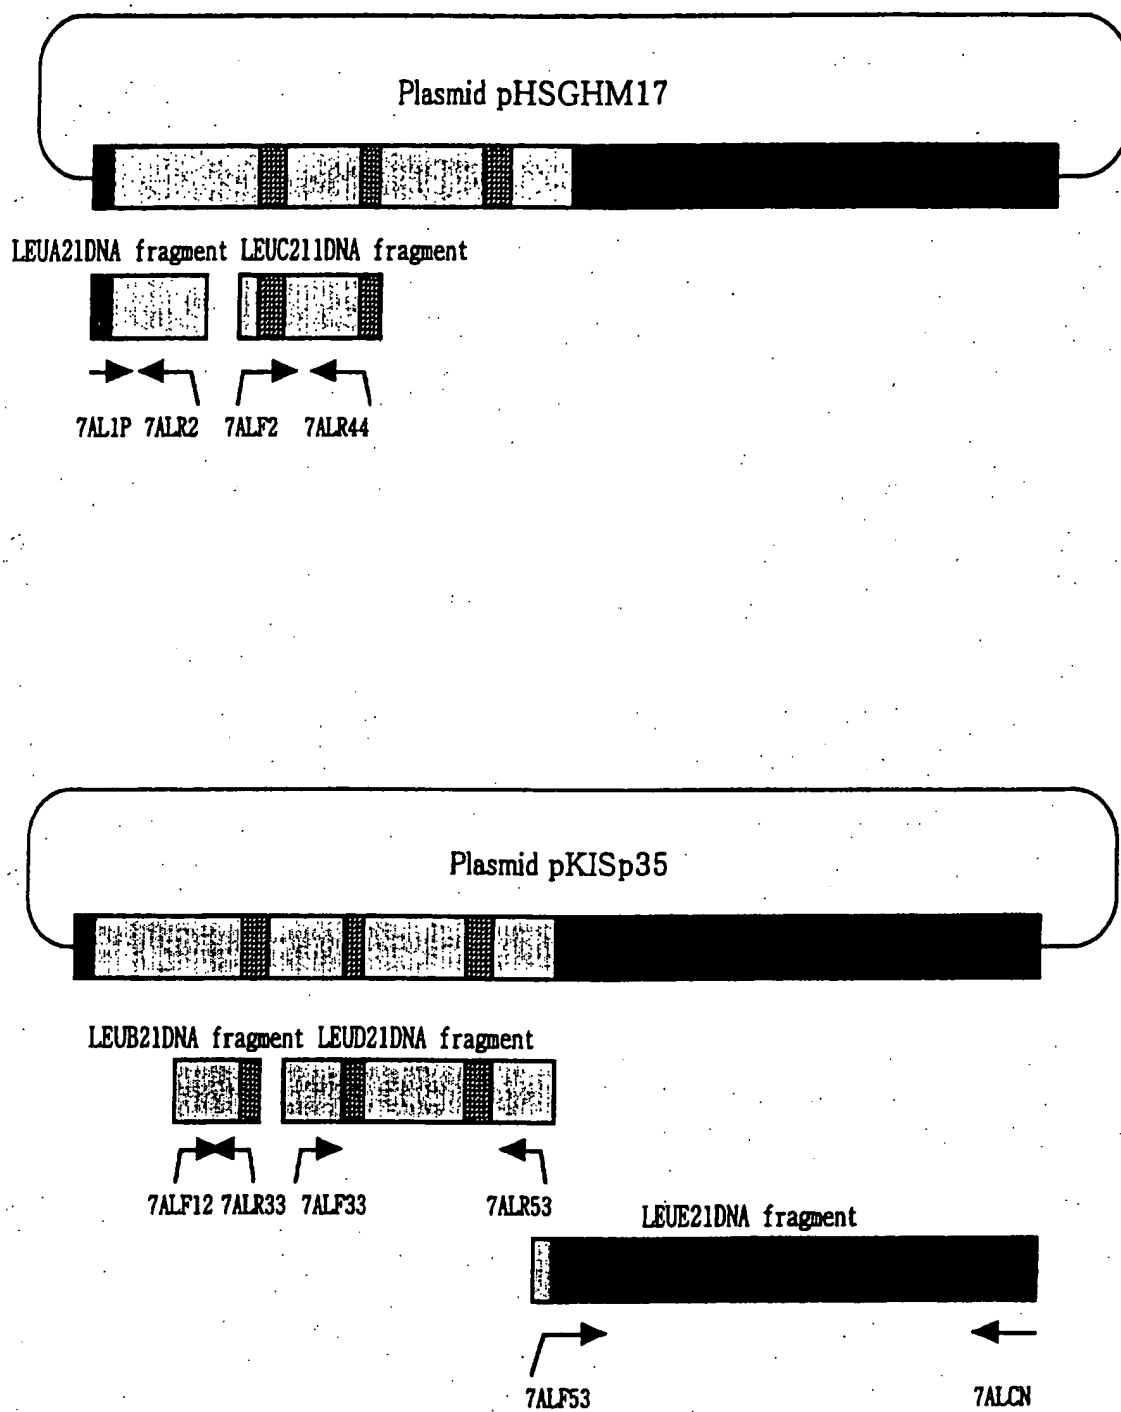 Plasmid pHSGHM17
LEUA21DNA fragment LEUC211DNA fragment
7AL1P 7ALR2 7ALF2 7ALR44
Plasmid pKISp35
LEUB21DNA fragment LEUD21DNA fragment
7ALF12 7ALR33 7ALF33 7ALR53
LEUE21DNA fragment
7ALF53 7ALCN